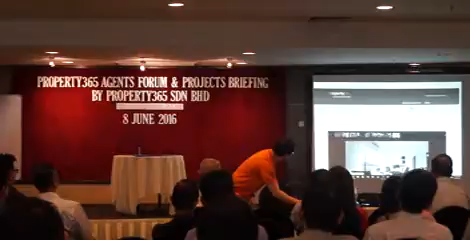 PROPERTY365 AGENTS FORUM & PROJECTS BRIEFING
BY PROPERTY365 SDN BHD
8 JUNE 2016